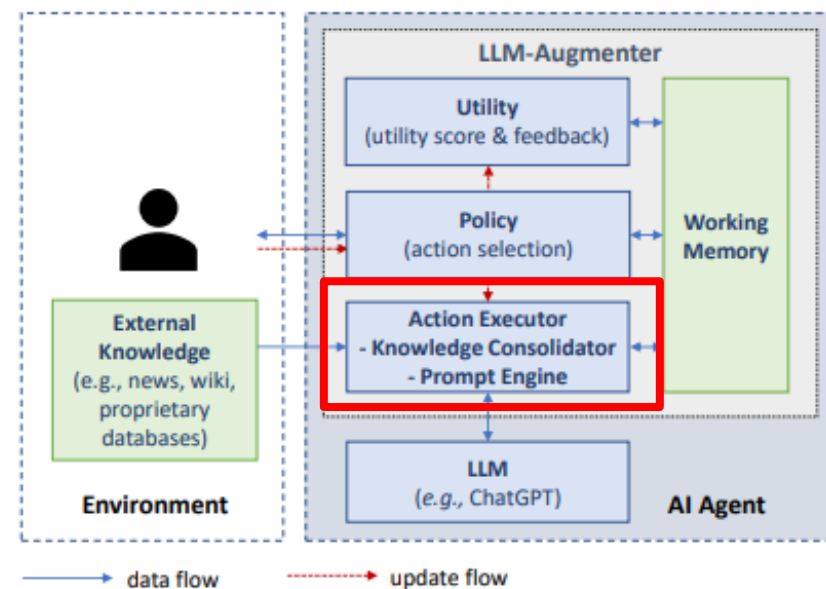 LLM-Augmenter
Utility
(utility score & feedback)
Policy
(action selection)
Working
Memory
External
Knowledge
(e.g., news, wiki,
proprietary
databases)
Action Executor
- Knowledge Consolidator
- Prompt Engine
LLM
(e.g., ChatGPT)
Environment
AI Agent
data flow
update flow